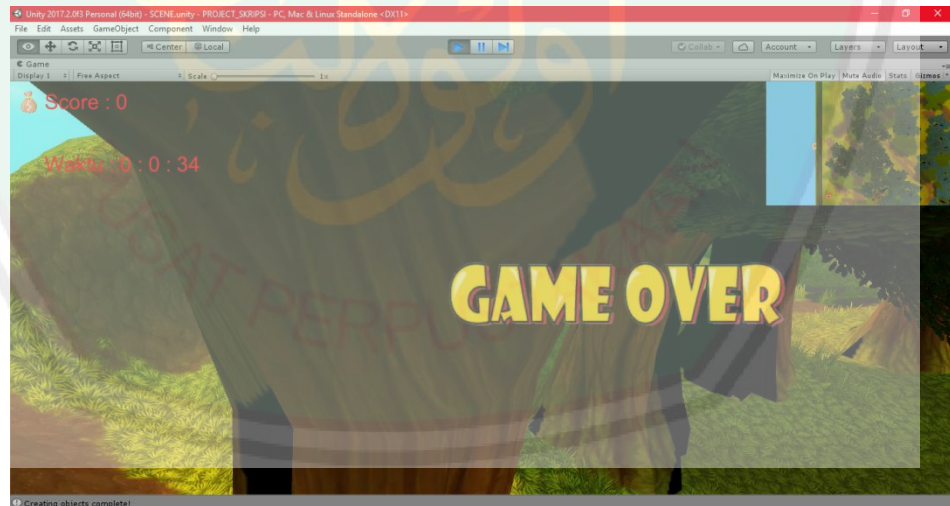 Unity 2017.2.0f3 Personal (64bit) - SCENE.unity - PROJECT_SKRIPSI - PC, Mac & Linux Standalone <DX11>
File Edit Assets GameObject Component Window Help
Center Local Collab Account Layers Layout
Game
Display 1 Free Aspect Scale 1x Maximize On Play Mute Audio Stats Gizmos
Score : 0
Waktu : 0 : 0 : 34
GAME OVER
Creating objects complete!